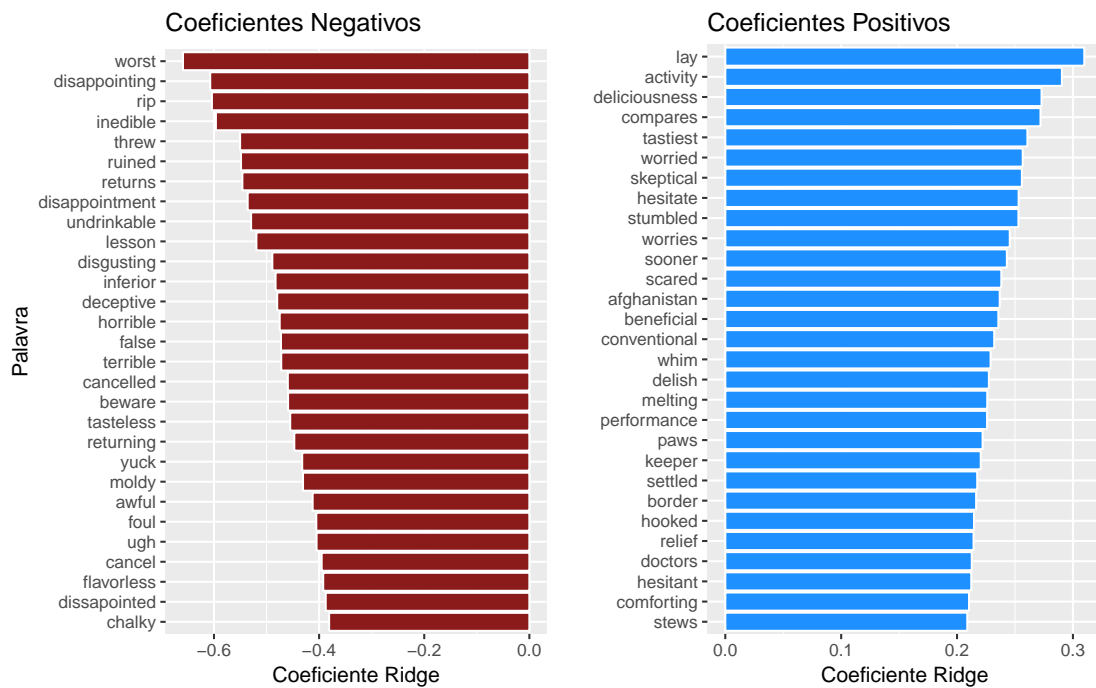 Coeficientes Negativos
Palavra
worst
disappointing
rip
inedible
threw
ruined
returns
disappointment
undrinkable
lesson
disgusting
inferior
deceptive
horrible
false
terrible
cancelled
beware
tasteless
returning
yuck
moldy
awful
foul
ugh
cancel
flavorless
dissapointed
chalky
−0.6 −0.4 −0.2 0.0
Coeficiente Ridge
Coeficientes Positivos
lay
activity
deliciousness
compares
tastiest
worried
skeptical
hesitate
stumbled
worries
sooner
scared
afghanistan
beneficial
conventional
whim
delish
melting
performance
paws
keeper
settled
border
hooked
relief
doctors
hesitant
comforting
stews
0.0 0.1 0.2 0.3
Coeficiente Ridge